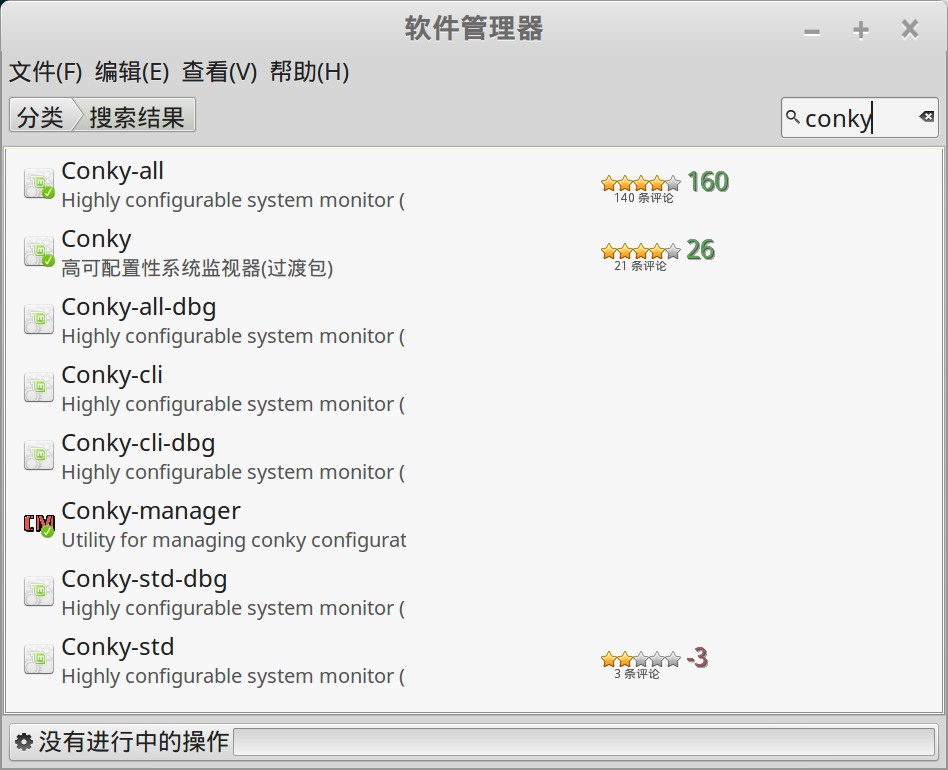 软件管理器
文件(F) 编辑(E) 查看(V) 帮助(H)
分类 搜索结果 conky
Conky-all
Highly configurable system monitor (
160
140 条评论
Conky
高可配置性系统监视器(过渡包)
26
21 条评论
Conky-all-dbg
Highly configurable system monitor (
Conky-cli
Highly configurable system monitor (
Conky-cli-dbg
Highly configurable system monitor (
CM
Conky-manager
Utility for managing conky configurat
Conky-std-dbg
Highly configurable system monitor (
Conky-std
Highly configurable system monitor (
-3
3 条评论
没有进行中的操作